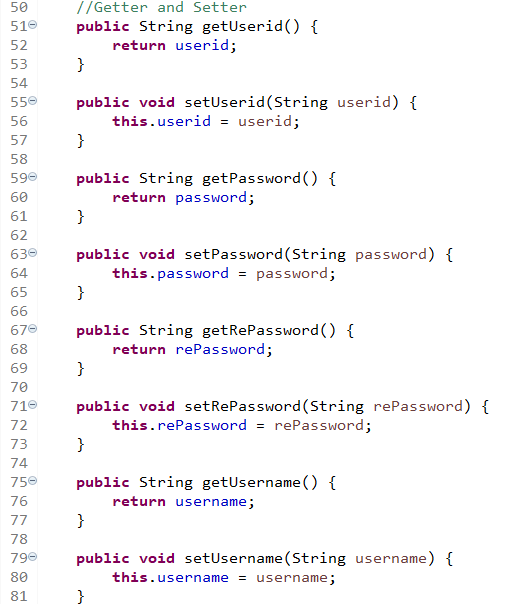 50 //Getter and Setter
51 public String getUserid() {
52 return userid;
53 }
54
55 public void setUserid(String userid) {
56 this.userid = userid;
57 }
58
59 public String getPassword() {
60 return password;
61 }
62
63 public void setPassword(String password) {
64 this.password = password;
65 }
66
67 public String getRePassword() {
68 return rePassword;
69 }
70
71 public void setRePassword(String rePassword) {
72 this.rePassword = rePassword;
73 }
74
75 public String getUsername() {
76 return username;
77 }
78
79 public void setUsername(String username) {
80 this.username = username;
81 }